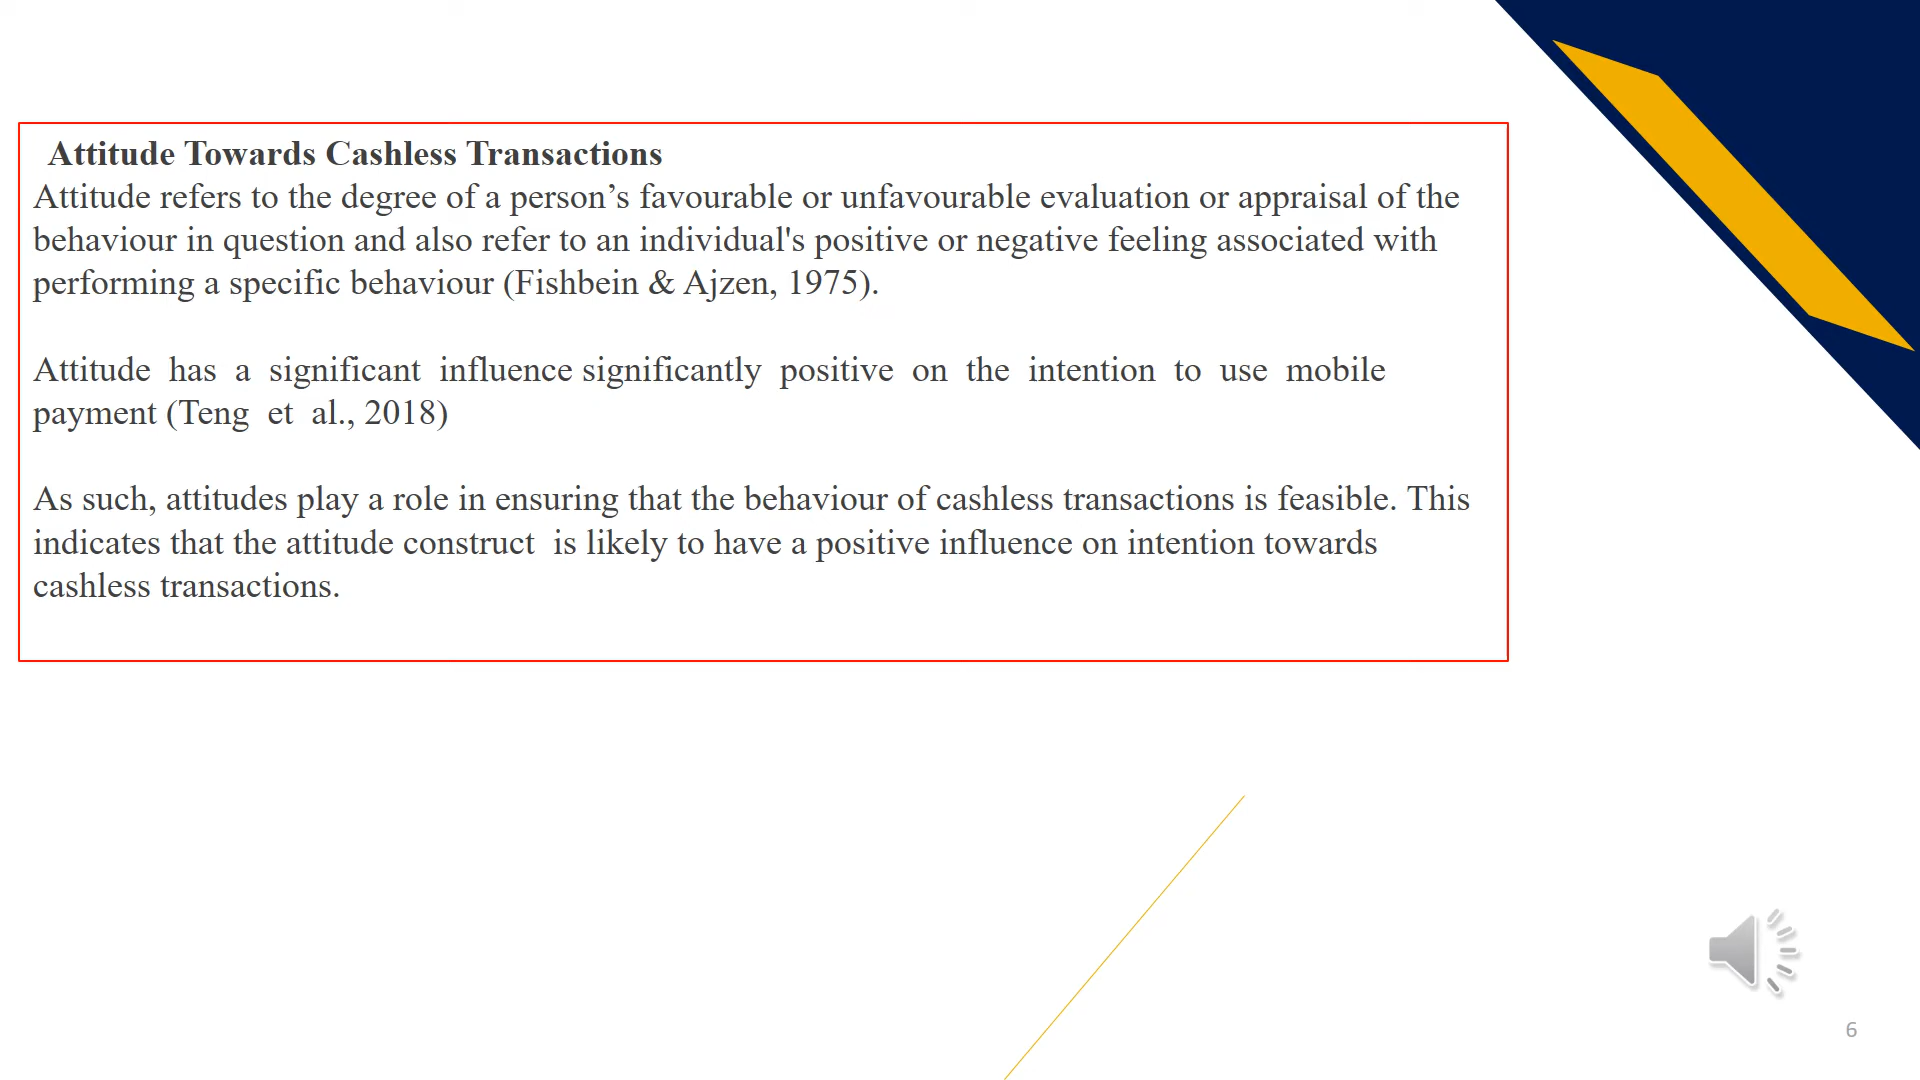 Attitude Towards Cashless Transactions
Attitude refers to the degree of a person’s favourable or unfavourable evaluation or appraisal of the
behaviour in question and also refer to an individual's positive or negative feeling associated with
performing a specific behaviour (Fishbein & Ajzen, 1975).
Attitude has a significant influence significantly positive on the intention to use mobile
payment (Teng et al., 2018)
As such, attitudes play a role in ensuring that the behaviour of cashless transactions is feasible. This
indicates that the attitude construct is likely to have a positive influence on intention towards
cashless transactions.
6